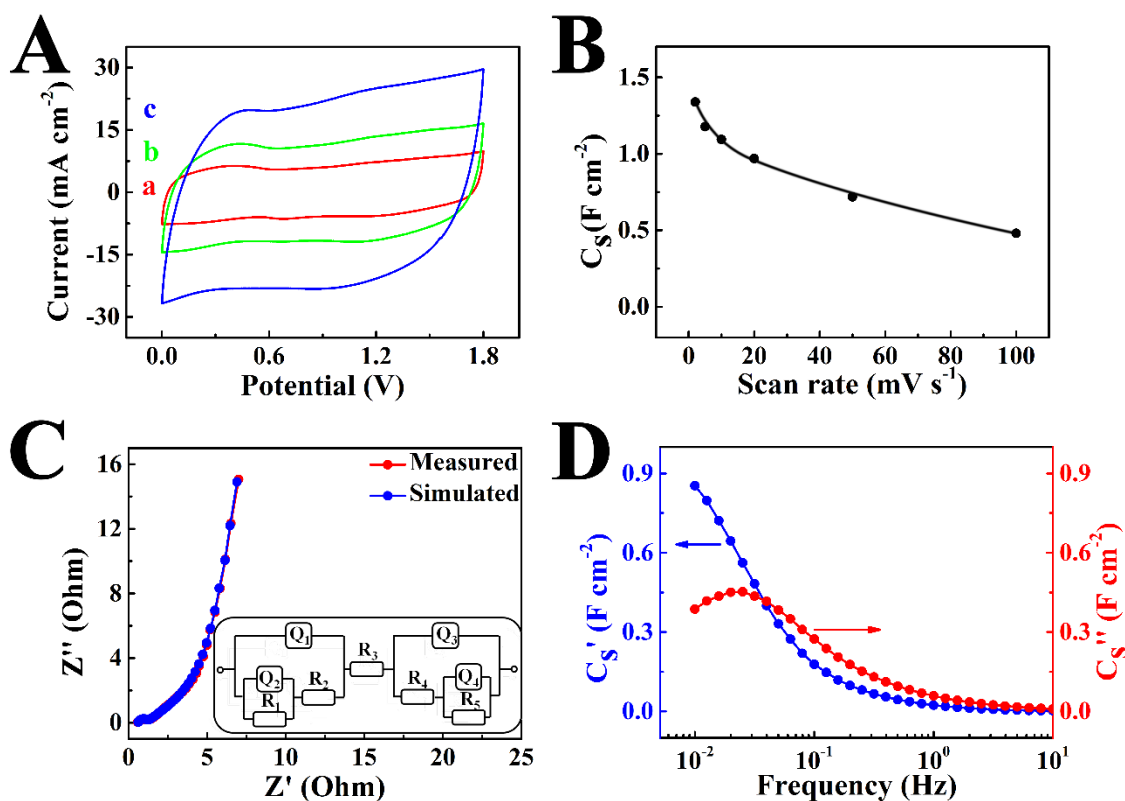 A
30
15
0
-15
-30
Current (mA cm⁻²)
c
b
a
0.0 0.6 1.2 1.8
Potential (V)
B
1.5
1.0
0.5
0.0
C_S (F cm⁻²)
0 20 40 60 80 100
Scan rate (mV s⁻¹)
C
16
12
8
4
0
Z'' (Ohm)
Measured
Simulated
Q₁
Q₂
R₁
R₂
R₃
Q₃
R₄
Q₄
R₅
0 5 10 15 20 25
Z' (Ohm)
D
0.9
0.6
0.3
0.0
C_S' (F cm⁻²)
0.9
0.6
0.3
0.0
C_S'' (F cm⁻²)
10⁻² 10⁻¹ 10⁰ 10¹
Frequency (Hz)